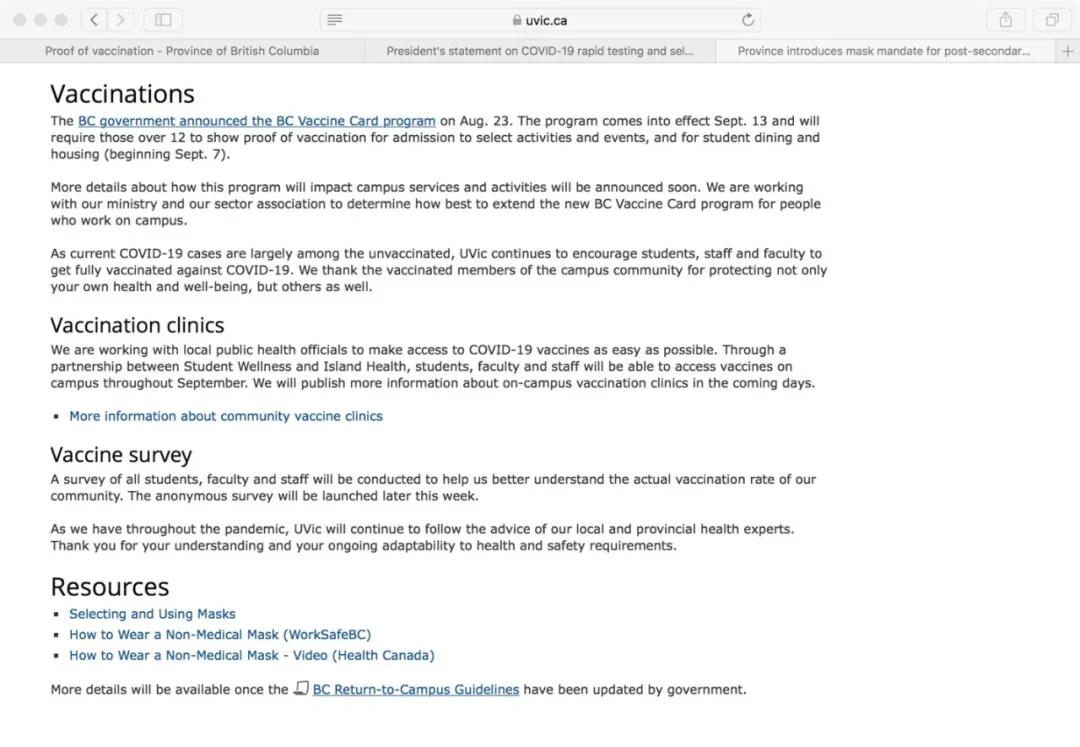 uvic.ca
Proof of vaccination - Province of British Columbia
President's statement on COVID-19 rapid testing and sel...
Province introduces mask mandate for post-secondar...
Vaccinations
The BC government announced the BC Vaccine Card program on Aug. 23. The program comes into effect Sept. 13 and will
require those over 12 to show proof of vaccination for admission to select activities and events, and for student dining and
housing (beginning Sept. 7).
More details about how this program will impact campus services and activities will be announced soon. We are working
with our ministry and our sector association to determine how best to extend the new BC Vaccine Card program for people
who work on campus.
As current COVID-19 cases are largely among the unvaccinated, UVic continues to encourage students, staff and faculty to
get fully vaccinated against COVID-19. We thank the vaccinated members of the campus community for protecting not only
your own health and well-being, but others as well.
Vaccination clinics
We are working with local public health officials to make access to COVID-19 vaccines as easy as possible. Through a
partnership between Student Wellness and Island Health, students, faculty and staff will be able to access vaccines on
campus throughout September. We will publish more information about on-campus vaccination clinics in the coming days.
▪ More information about community vaccine clinics
Vaccine survey
A survey of all students, faculty and staff will be conducted to help us better understand the actual vaccination rate of our
community. The anonymous survey will be launched later this week.
As we have throughout the pandemic, UVic will continue to follow the advice of our local and provincial health experts.
Thank you for your understanding and your ongoing adaptability to health and safety requirements.
Resources
▪ Selecting and Using Masks
▪ How to Wear a Non-Medical Mask (WorkSafeBC)
▪ How to Wear a Non-Medical Mask - Video (Health Canada)
More details will be available once the BC Return-to-Campus Guidelines have been updated by government.